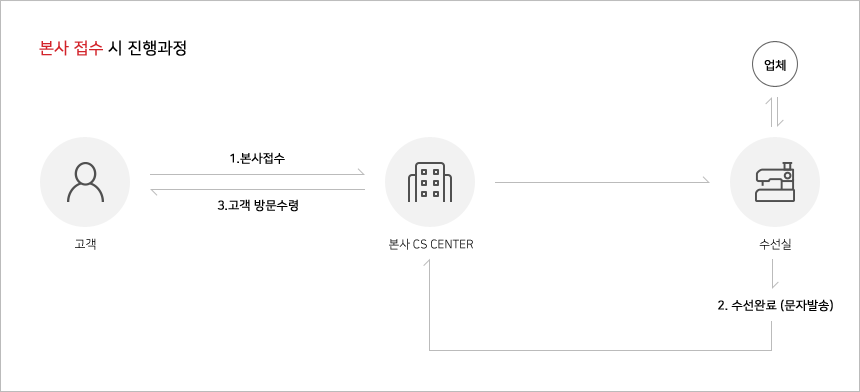 본사 접수 시 진행과정
업체
1.본사접수
3.고객 방문수령
고객
본사 CS CENTER
수선실
2. 수선완료 (문자발송)